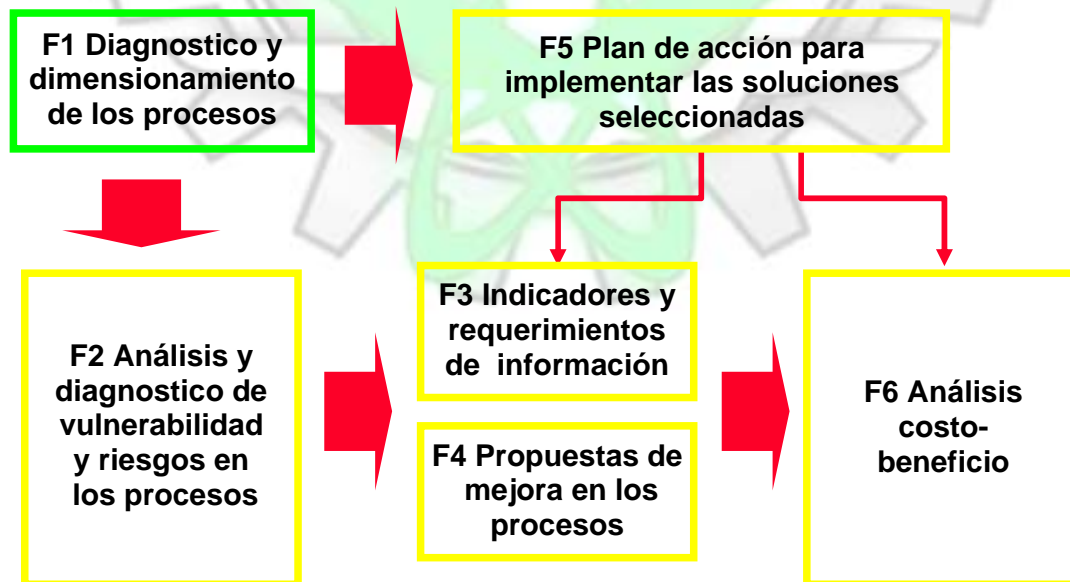 F1 Diagnostico y
dimensionamiento
de los procesos
F5 Plan de acción para
implementar las soluciones
seleccionadas
F2 Análisis y
diagnostico de
vulnerabilidad
y riesgos en
los procesos
F3 Indicadores y
requerimientos
de información
F4 Propuestas de
mejora en los
procesos
F6 Análisis
costo-
beneficio